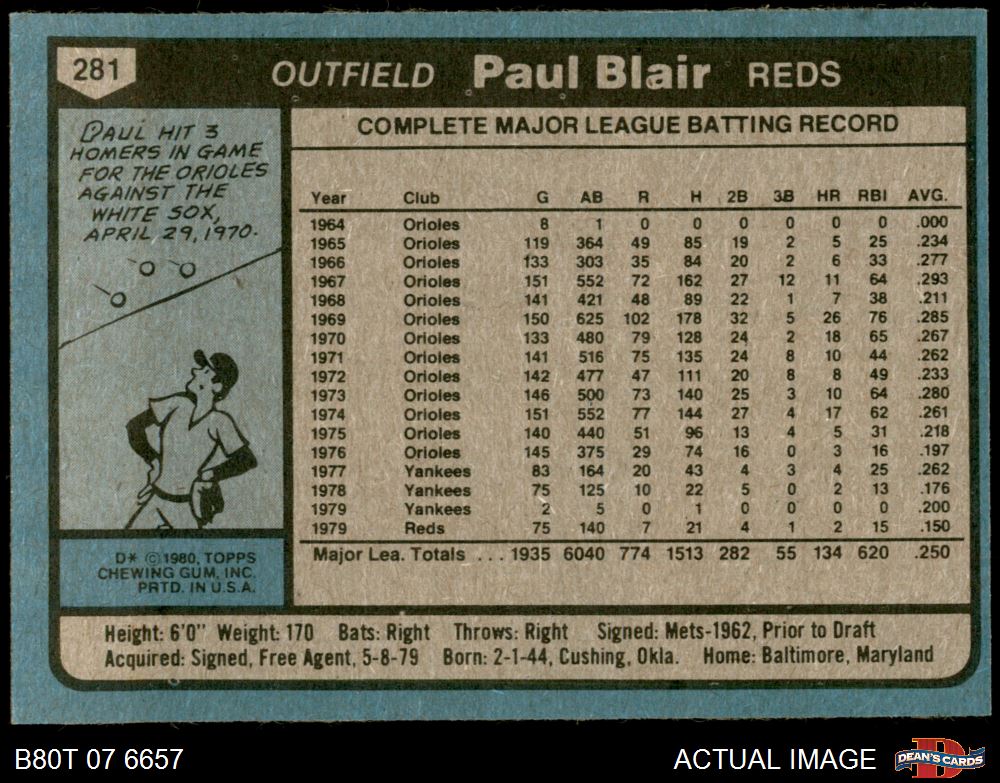 281
OUTFIELD Paul Blair REDS
PAUL HIT 3
HOMERS IN GAME
FOR THE ORIOLES
AGAINST THE
WHITE SOX,
APRIL 29, 1970.
COMPLETE MAJOR LEAGUE BATTING RECORD
Year Club G AB R H 2B 3B HR RBI AVG.
1964 Orioles 8 1 0 0 0 0 0 0 .000
1965 Orioles 119 364 49 85 19 2 5 25 .234
1966 Orioles 133 303 35 84 20 2 6 33 .277
1967 Orioles 151 552 72 162 27 12 11 64 .293
1968 Orioles 141 421 48 89 22 1 7 38 .211
1969 Orioles 150 625 102 178 32 5 26 76 .285
1970 Orioles 133 480 79 128 24 2 18 65 .267
1971 Orioles 141 516 75 135 24 8 10 44 .262
1972 Orioles 142 477 47 111 20 8 8 49 .233
1973 Orioles 146 500 73 140 25 3 10 64 .280
1974 Orioles 151 552 77 144 27 4 17 62 .261
1975 Orioles 140 440 51 96 13 4 5 31 .218
1976 Orioles 145 375 29 74 16 0 3 16 .197
1977 Yankees 83 164 20 43 4 3 4 25 .262
1978 Yankees 75 125 10 22 5 0 2 13 .176
1979 Yankees 2 5 0 1 0 0 0 0 .200
1979 Reds 75 140 7 21 4 1 2 15 .150
Major Lea. Totals ... 1935 6040 774 1513 282 55 134 620 .250
D* © 1980, TOPPS
CHEWING GUM, INC.
PRTD. IN U.S.A.
Height: 6'0" Weight: 170 Bats: Right Throws: Right Signed: Mets-1962, Prior to Draft
Acquired: Signed, Free Agent, 5-8-79 Born: 2-1-44, Cushing, Okla. Home: Baltimore, Maryland
B80T 07 6657
ACTUAL IMAGE
D
DEAN'S CARDS